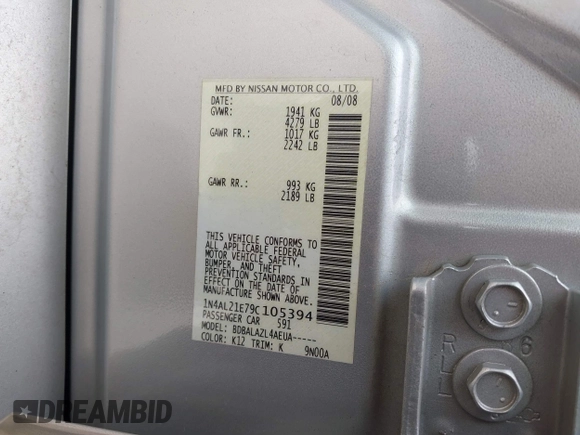 MFD BY NISSAN MOTOR CO., LTD.
DATE: 08/08
GVWR: 1941 KG
4279 LB
GAWR FR.: 1017 KG
2242 LB
GAWR RR.: 993 KG
2189 LB
THIS VEHICLE CONFORMS TO
ALL APPLICABLE FEDERAL
MOTOR VEHICLE SAFETY,
BUMPER, AND THEFT
PREVENTION STANDARDS IN
EFFECT ON THE DATE OF
MANUFACTURE SHOWN ABOVE.
1N4AL21E79C105394
PASSENGER CAR S91
MODEL: BDBALAZL4AEUA-----
COLOR: K12 TRIM: K 9N00A
R 6
DREAMBID